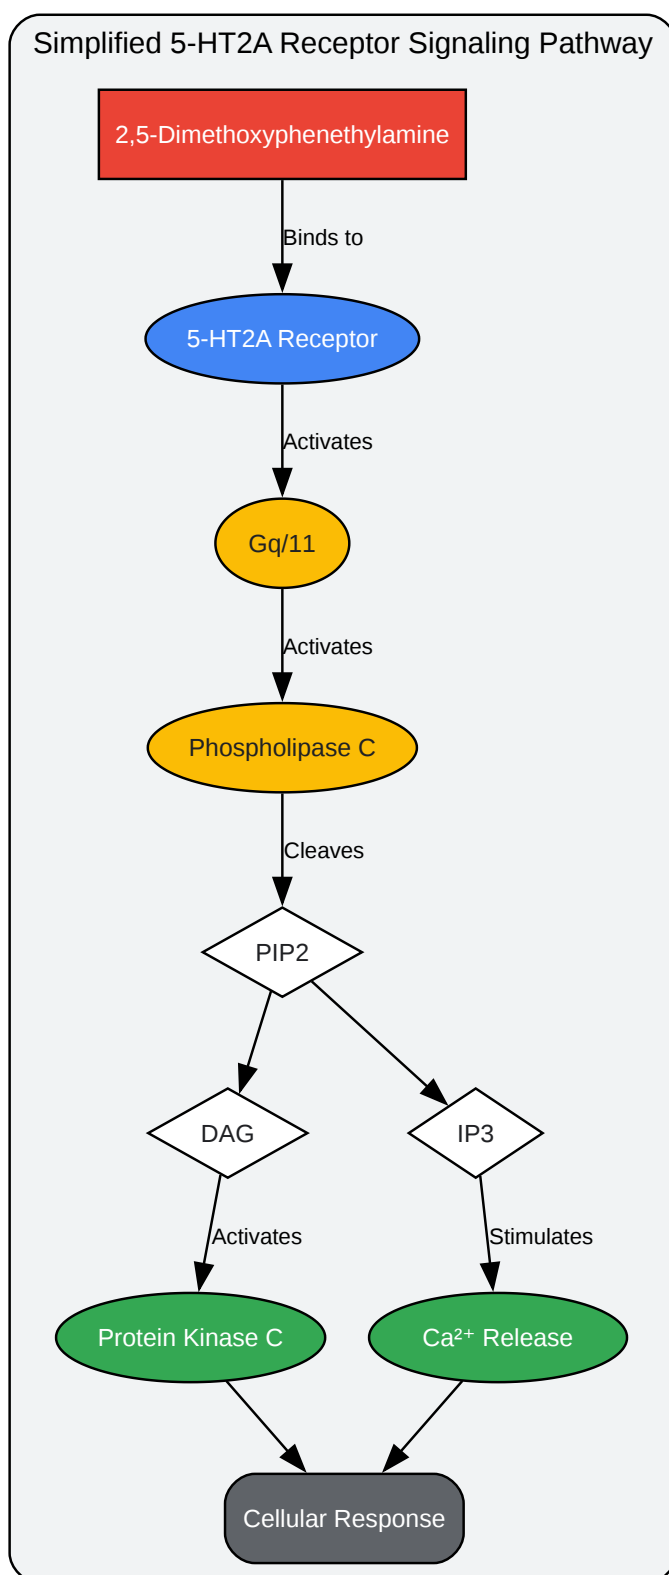 Simplified 5-HT2A Receptor Signaling Pathway
2,5-Dimethoxyphenethylamine
Binds to
5-HT2A Receptor
Activates
Gq/11
Activates
Phospholipase C
Cleaves
PIP2
DAG
IP3
Activates
Stimulates
Protein Kinase C
Ca²⁺ Release
Cellular Response